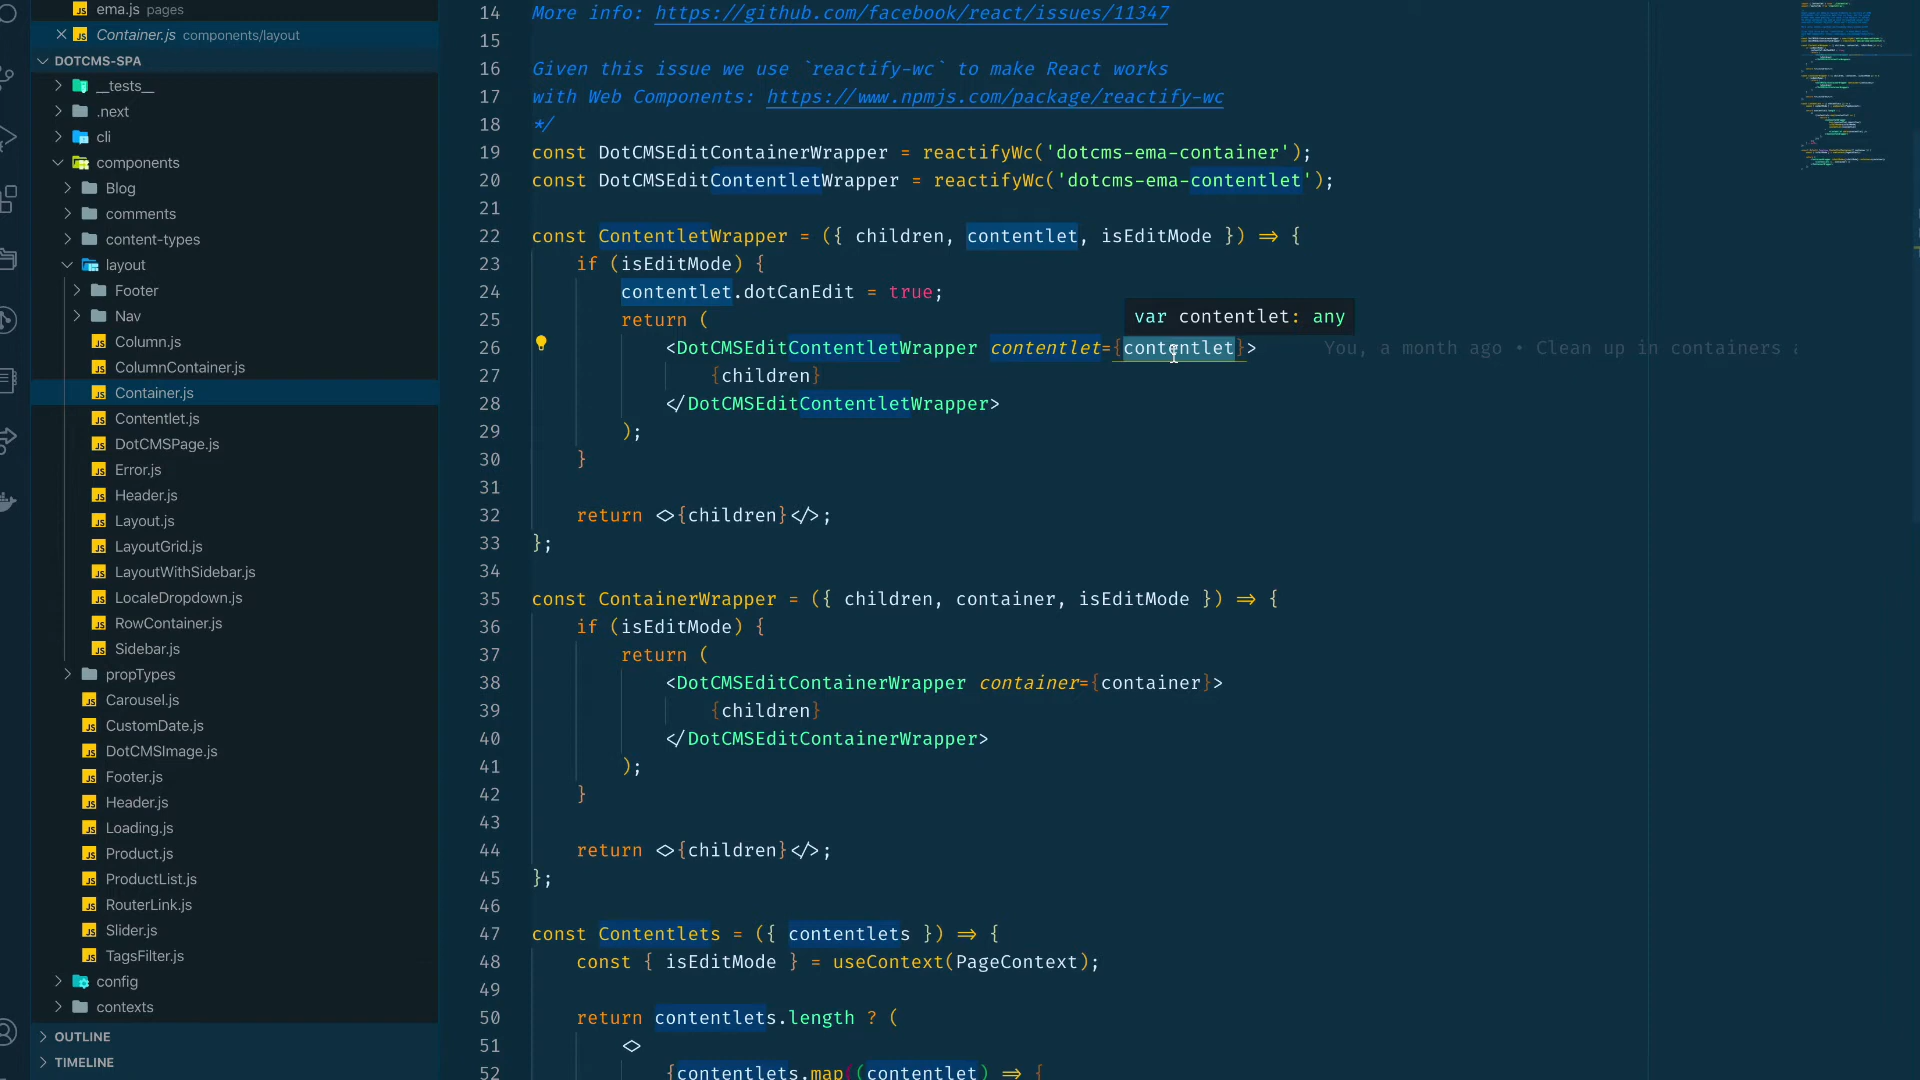 ema.js pages
Container.js components/layout
DOTCMS-SPA
__tests__
.next
cli
components
Blog
comments
content-types
layout
Footer
Nav
Column.js
ColumnContainer.js
Container.js
Contentlet.js
DotCMSPage.js
Error.js
Header.js
Layout.js
LayoutGrid.js
LayoutWithSidebar.js
LocaleDropdown.js
RowContainer.js
Sidebar.js
propTypes
Carousel.js
CustomDate.js
DotCMSImage.js
Footer.js
Header.js
Loading.js
Product.js
ProductList.js
RouterLink.js
Slider.js
TagsFilter.js
config
contexts
OUTLINE
TIMELINE
14 More info: https://github.com/facebook/react/issues/11347
15
16 Given this issue we use `reactify-wc` to make React works
17 with Web Components: https://www.npmjs.com/package/reactify-wc
18 */
19 const DotCMSEditContainerWrapper = reactifyWc('dotcms-ema-container');
20 const DotCMSEditContentletWrapper = reactifyWc('dotcms-ema-contentlet');
21
22 const ContentletWrapper = ({ children, contentlet, isEditMode }) => {
23 if (isEditMode) {
24 contentlet.dotCanEdit = true;
25 return (
var contentlet: any
26 <DotCMSEditContentletWrapper contentlet={contentlet}> You, a month ago • Clean up in containers
27 {children}
28 </DotCMSEditContentletWrapper>
29 );
30 }
31
32 return <>{children}</>;
33 };
34
35 const ContainerWrapper = ({ children, container, isEditMode }) => {
36 if (isEditMode) {
37 return (
38 <DotCMSEditContainerWrapper container={container}>
39 {children}
40 </DotCMSEditContainerWrapper>
41 );
42 }
43
44 return <>{children}</>;
45 };
46
47 const Contentlets = ({ contentlets }) => {
48 const { isEditMode } = useContext(PageContext);
49
50 return contentlets.length ? (
51 <>
52 {contentlets.map((contentlet) => {